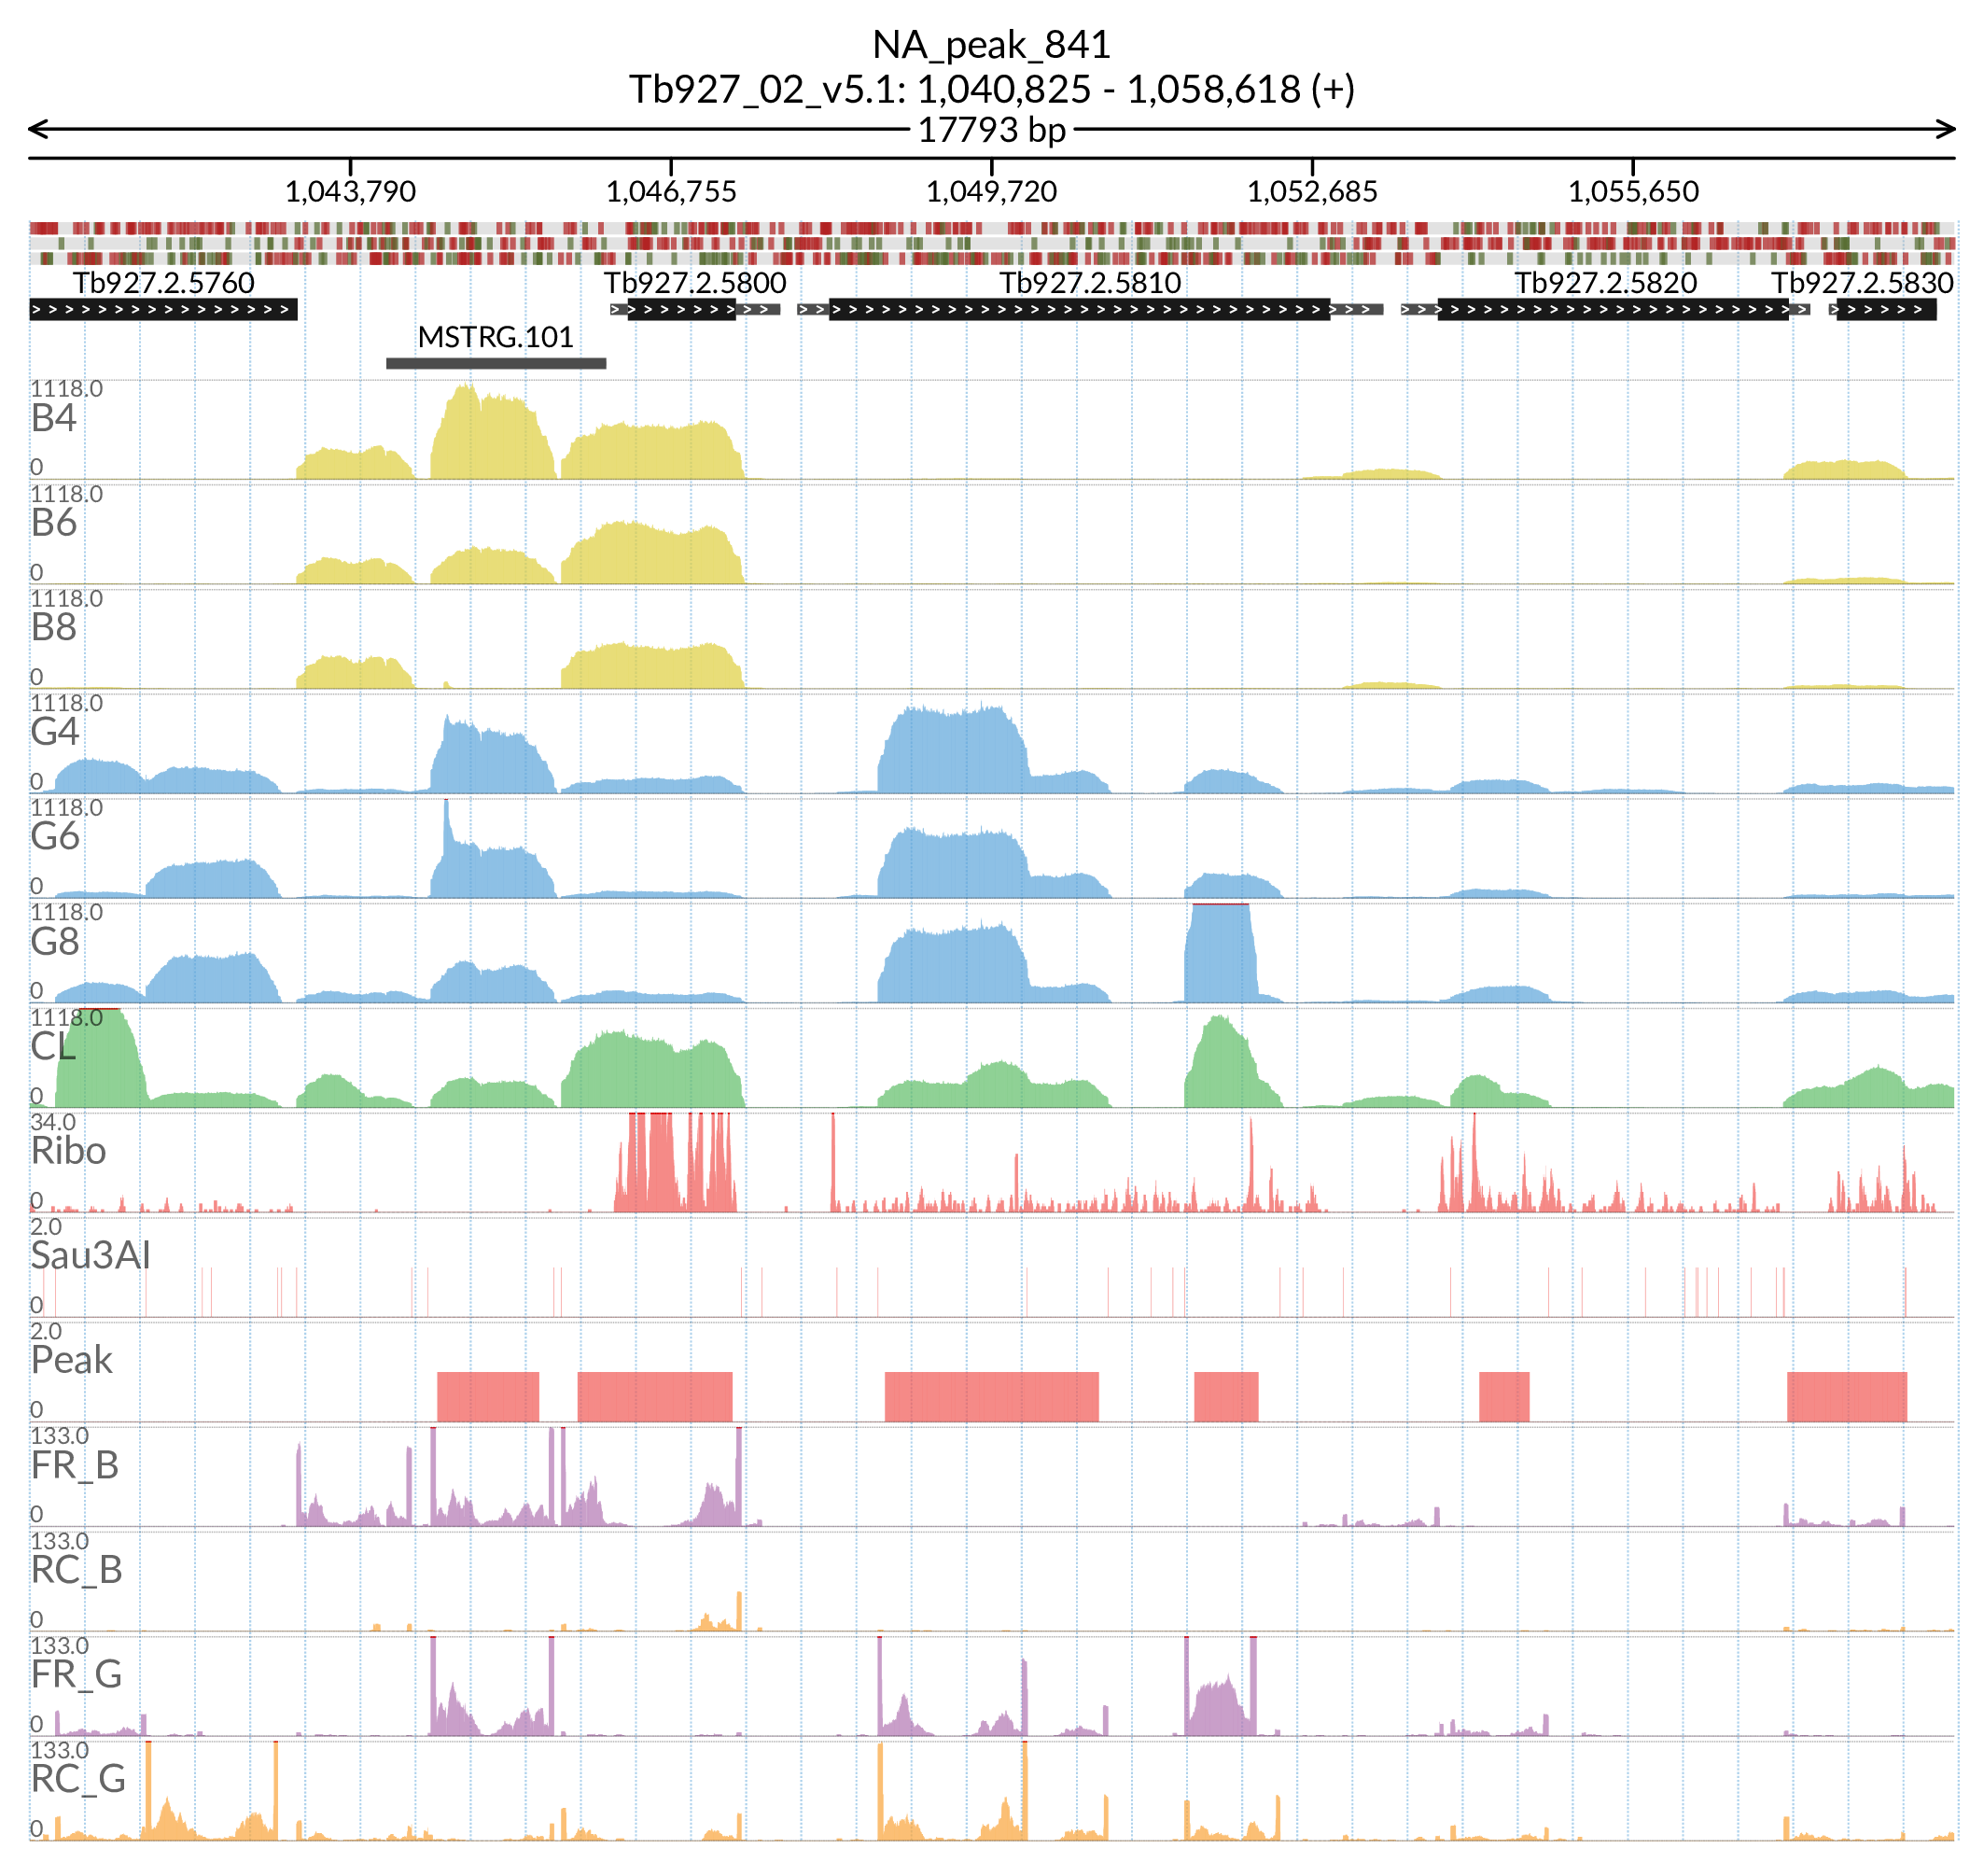 NA_peak_841
Tb927_02_v5.1: 1,040,825 - 1,058,618 (+)
17793 bp
1,043,790 1,046,755 1,049,720 1,052,685 1,055,650
Tb927.2.5760 Tb927.2.5800 Tb927.2.5810 Tb927.2.5820 Tb927.2.5830
MSTRG.101
1118.0
B4
0
1118.0
B6
0
1118.0
B8
0
1118.0
G4
0
1118.0
G6
0
1118.0
G8
0
1118.0
CL
0
34.0
Ribo
0
2.0
Sau3AI
0
2.0
Peak
0
133.0
FR_B
0
133.0
RC_B
0
133.0
FR_G
0
133.0
RC_G
0